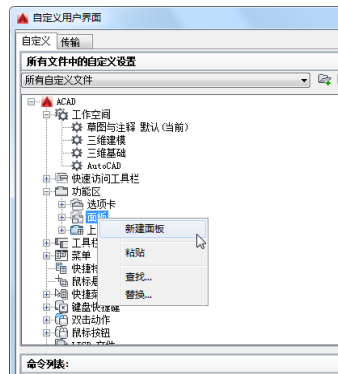 自定义用户界面
自定义 传输
所有文件中的自定义设置
所有自定义文件
ACAD
工作空间
草图与注释 默认(当前)
三维建模
三维基础
AutoCAD
快速访问工具栏
功能区
选项卡
面板
新建面板
上
工具栏
粘贴
菜单
快捷特
查找...
鼠标悬
快捷菜
替换...
键盘快捷键
双击动作
鼠标按钮
LISP 文件
命令列表: